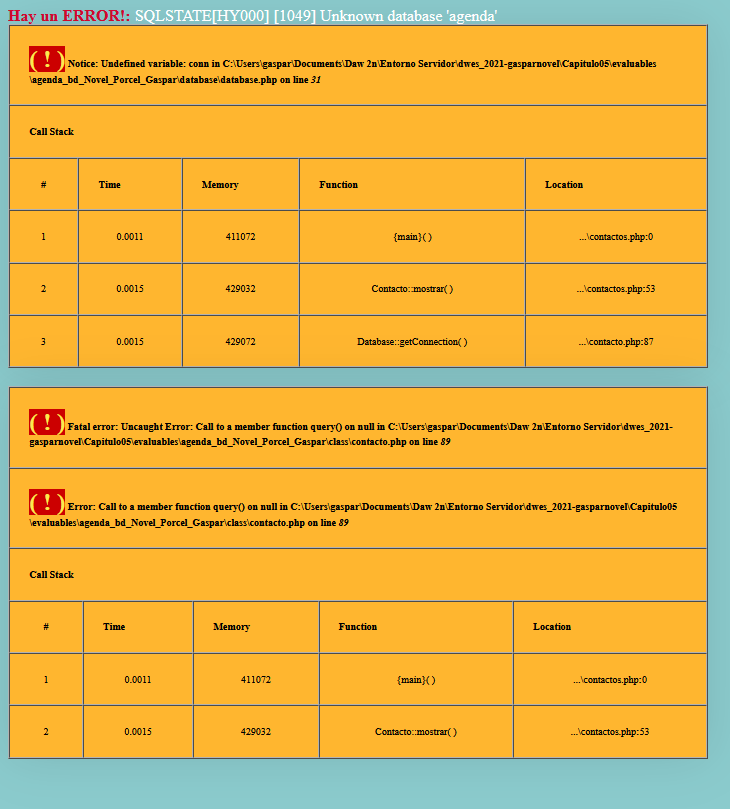 Hay un ERROR!: SQLSTATE[HY000] [1049] Unknown database 'agenda'
( ! ) Notice: Undefined variable: conn in C:\Users\gaspar\Documents\Daw 2n\Entorno Servidor\dwes_2021-gasparnovel\Capitulo05\evaluables
\agenda_bd_Novel_Porcel_Gaspar\database\database.php on line 31
Call Stack
# Time Memory Function Location
1 0.0011 411072 {main}( ) ...\contactos.php:0
2 0.0015 429032 Contacto::mostrar( ) ...\contactos.php:53
3 0.0015 429072 Database::getConnection( ) ...\contacto.php:87
( ! ) Fatal error: Uncaught Error: Call to a member function query() on null in C:\Users\gaspar\Documents\Daw 2n\Entorno Servidor\dwes_2021-
gasparnovel\Capitulo05\evaluables\agenda_bd_Novel_Porcel_Gaspar\class\contacto.php on line 89
( ! ) Error: Call to a member function query() on null in C:\Users\gaspar\Documents\Daw 2n\Entorno Servidor\dwes_2021-gasparnovel\Capitulo05
\evaluables\agenda_bd_Novel_Porcel_Gaspar\class\contacto.php on line 89
Call Stack
# Time Memory Function Location
1 0.0011 411072 {main}( ) ...\contactos.php:0
2 0.0015 429032 Contacto::mostrar( ) ...\contactos.php:53